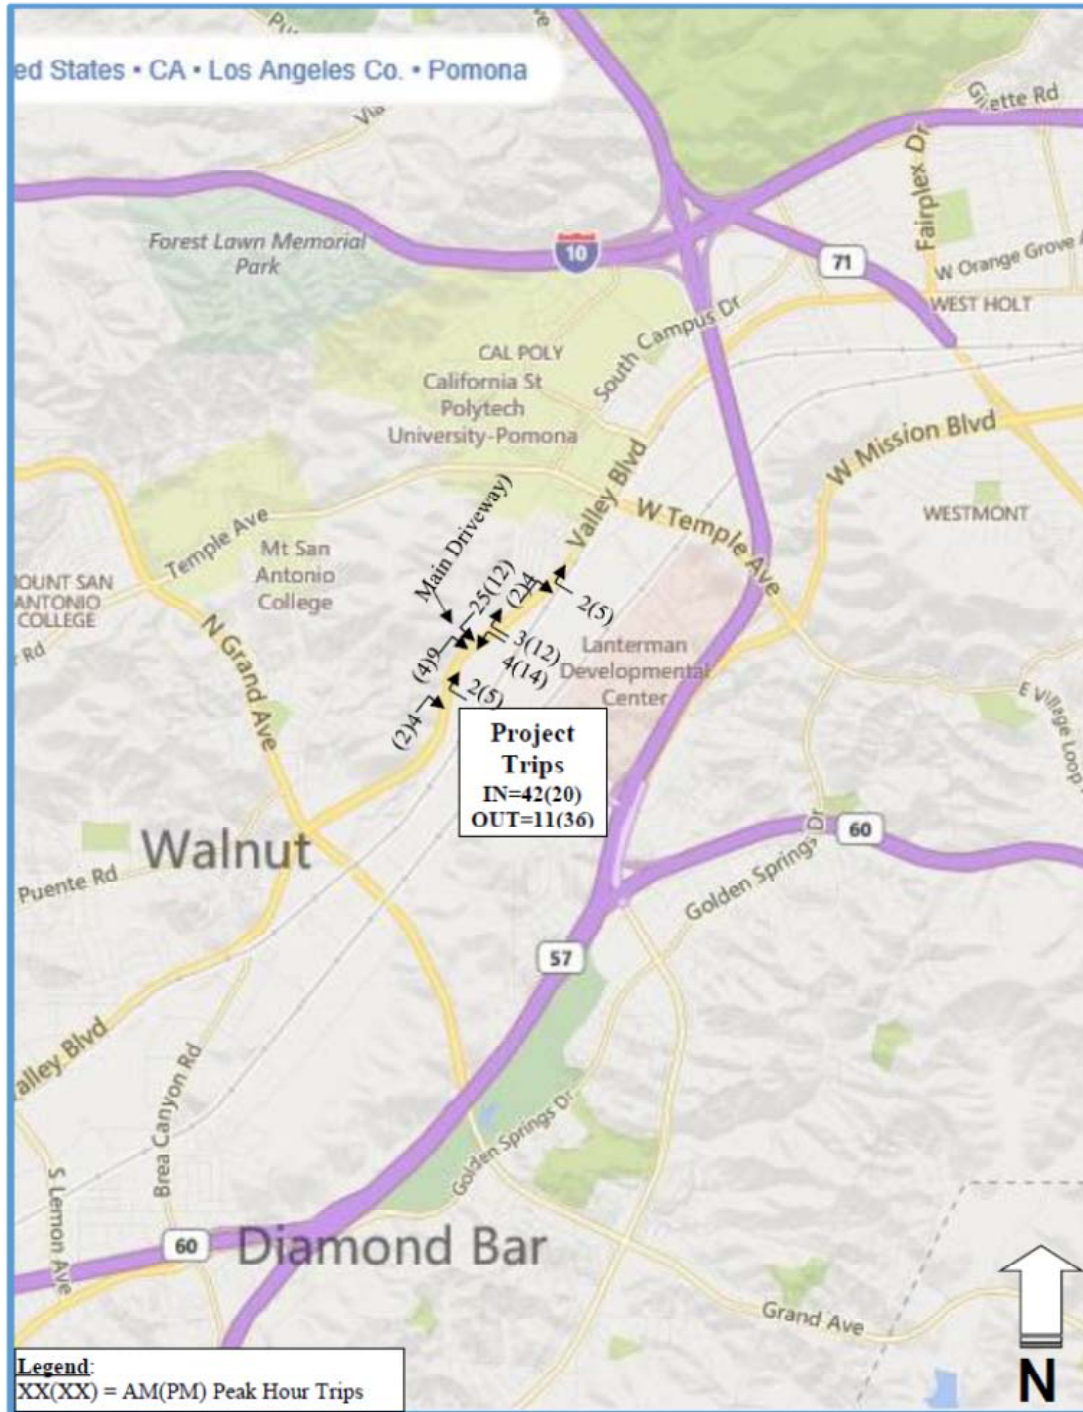 ed States • CA • Los Angeles Co. • Pomona
Via
Gillette Rd
Fairplex Dr
Forest Lawn Memorial
Park
10
71
W Orange Grove A
WEST HOLT
South Campus Dr
CAL POLY
California St
Polytech
University-Pomona
Valley Blvd
W Mission Blvd
W Temple Ave
WESTMONT
Temple Ave
Mt San
Antonio
College
MOUNT SAN
ANTONIO
COLLEGE
r Rd
N Grand Ave
Main Driveway)
25(12)
(2)4
2(5)
(4)9
3(12)
4(14)
2(5)
(2)4
Lanterman
Developmental
Center
E Village Loop
Project
Trips
IN=42(20)
OUT=11(36)
Walnut
Puente Rd
60
Golden Springs Dr
57
alley Blvd
Brea Canyon Rd
Golden Springs Dr
S Lemon Ave
60
Diamond Bar
Grand Ave
N
Legend:
XX(XX) = AM(PM) Peak Hour Trips